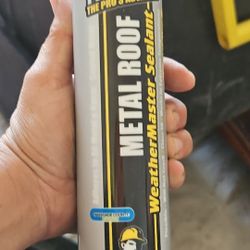 THE PRO'S
METAL ROOF
WeatherMaster Sealant